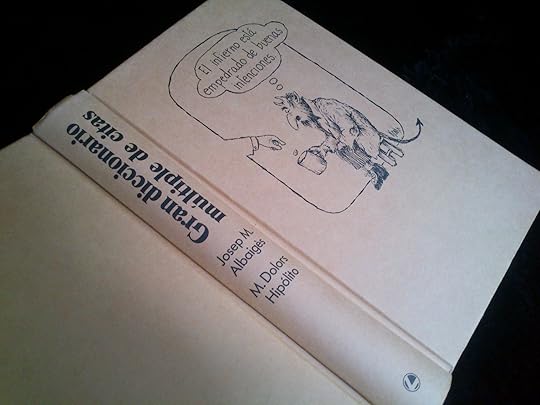 El infierno está
empedrado de buenas
intenciones.
Gran diccionario
múltiple de citas
Josep M.
Albaigès
M. Dolors
Hipólito